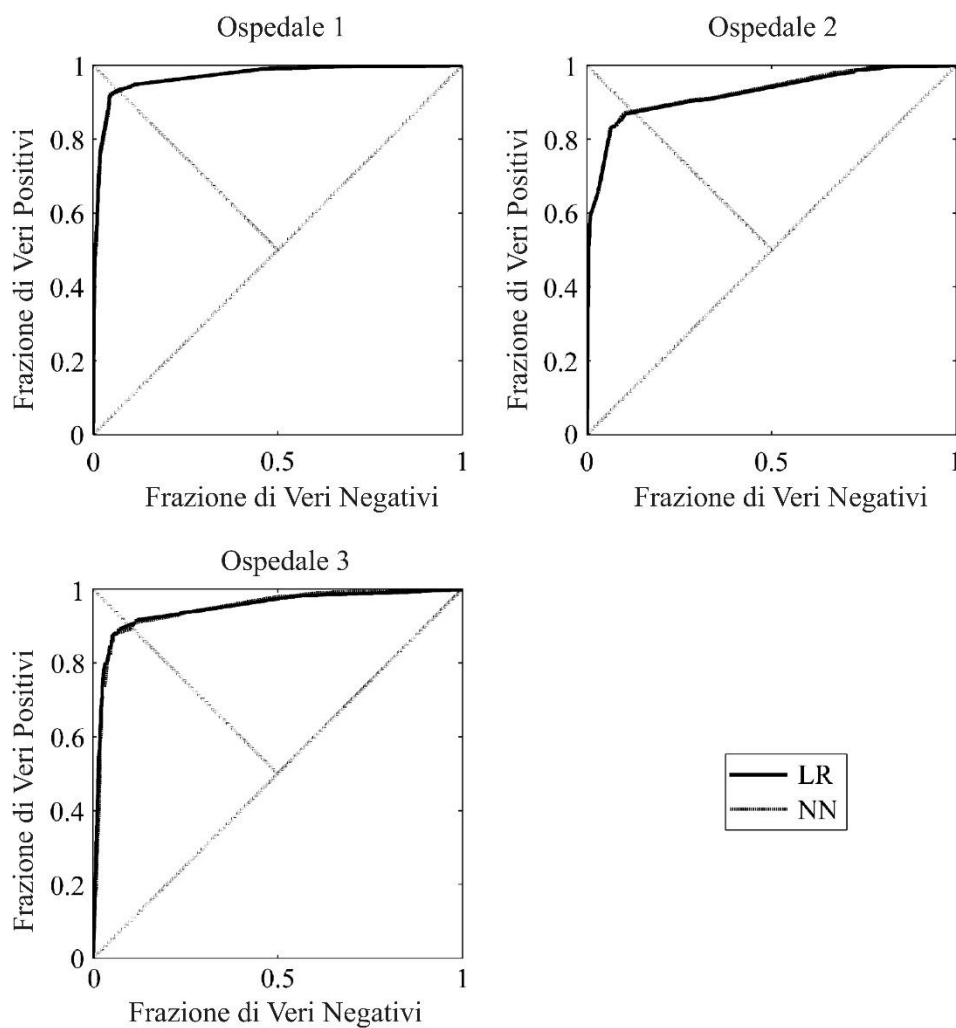 Ospedale 1
1
0.8
0.6
0.4
0.2
0
Frazione di Veri Positivi
0
0.5
1
Frazione di Veri Negativi
Ospedale 2
1
0.8
0.6
0.4
0.2
0
Frazione di Veri Positivi
0
0.5
1
Frazione di Veri Negativi
Ospedale 3
1
0.8
0.6
0.4
0.2
0
Frazione di Veri Positivi
0
0.5
1
Frazione di Veri Negativi
LR
NN